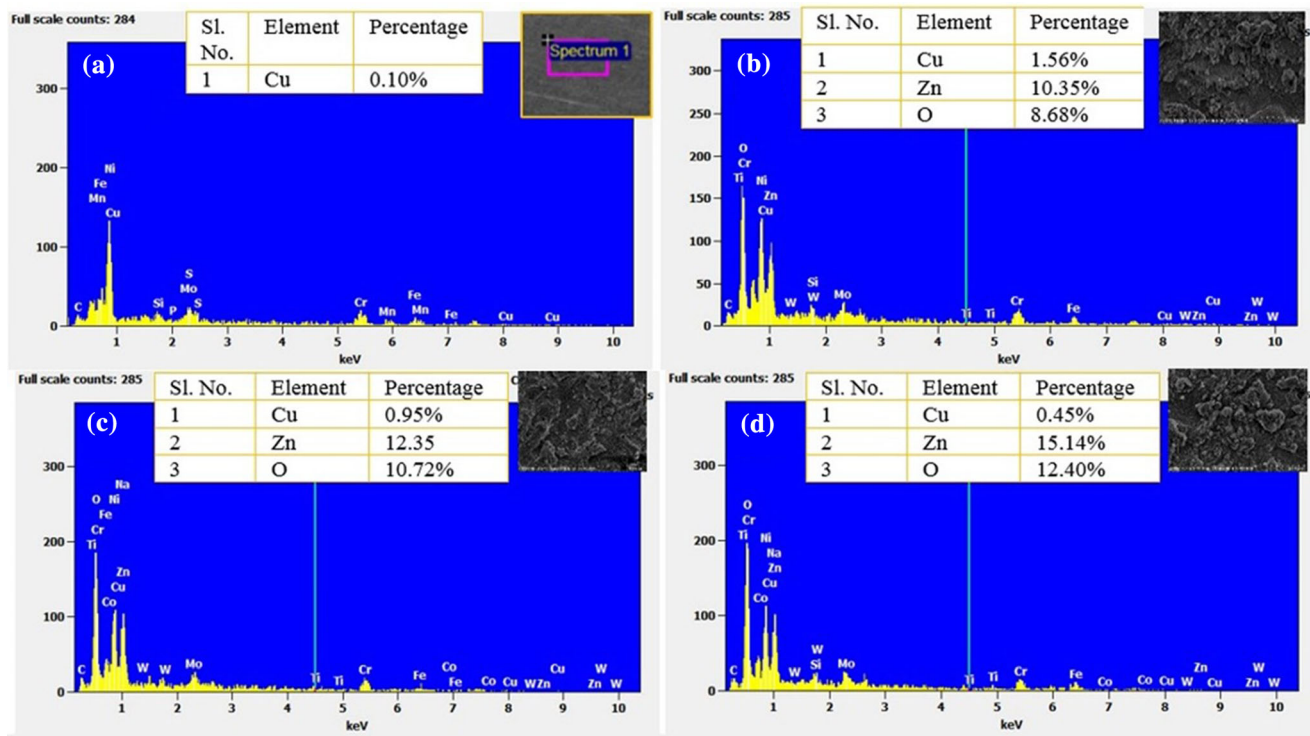 Full scale counts: 284
(a)
Sl. No. Element Percentage
1 Cu 0.10%
Spectrum 1
300
200
100
0
Ni
Fe
Mn
Cu
C
Si
P
S
Mo
S
Cr
Mn
Fe
Mn
Fe
Cu
Cu
1 2 3 4 5 6 7 8 9 10
keV
Full scale counts: 285
(b)
Sl. No. Element Percentage
1 Cu 1.56%
2 Zn 10.35%
3 O 8.68%
s
300
250
200
150
100
50
0
O
Cr
Ti
Ni
Zn
Cu
C
W
Si
W
Mo
Ti
Ti
Cr
Fe
Cu
Cu
W
Zn
W
Zn
W
1 2 3 4 5 6 7 8 9 10
keV
Full scale counts: 285
(c)
Sl. No. Element Percentage
1 Cu 0.95%
2 Zn 12.35
3 O 10.72%
s
300
200
100
0
Na
O
Ni
Fe
Cr
Ti
Zn
Cu
Co
C
W
W
Mo
Ti
Ti
Cr
Fe
Co
Fe
Co
Cu
Cu
W
Zn
W
Zn
W
1 2 3 4 5 6 7 8 9 10
keV
Full scale counts: 285
(d)
Sl. No. Element Percentage
1 Cu 0.45%
2 Zn 15.14%
3 O 12.40%
s
300
200
100
0
O
Cr
Ti
Ni
Na
Zn
Cu
Co
C
W
W
Si
Mo
Ti
Ti
Cr
Fe
Co
Co
Cu
W
Zn
Cu
W
Zn
W
1 2 3 4 5 6 7 8 9 10
keV